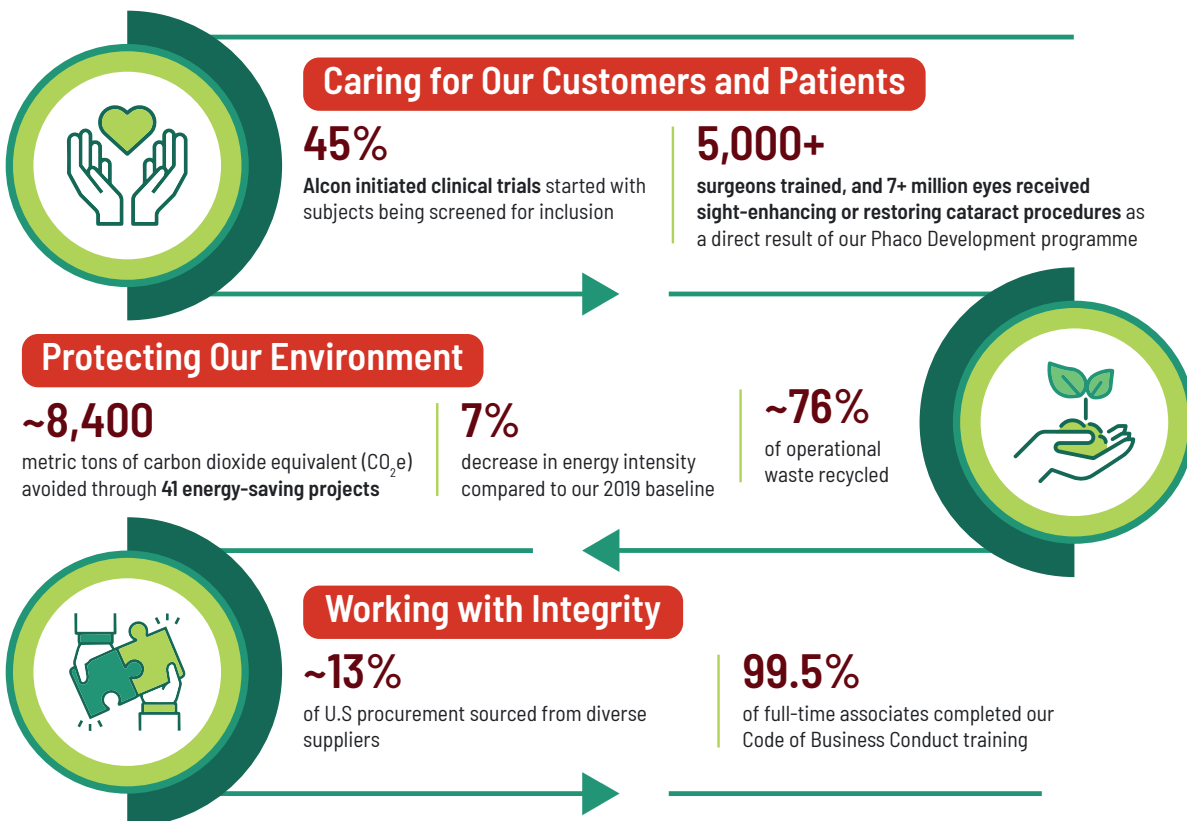 Caring for Our Customers and Patients
45%
Alcon initiated clinical trials started with
subjects being screened for inclusion
5,000+
surgeons trained, and 7+ million eyes received
sight-enhancing or restoring cataract procedures as
a direct result of our Phaco Development programme
Protecting Our Environment
~8,400
metric tons of carbon dioxide equivalent (CO₂e)
avoided through 41 energy-saving projects
7%
decrease in energy intensity
compared to our 2019 baseline
~76%
of operational
waste recycled
Working with Integrity
~13%
of U.S procurement sourced from diverse
suppliers
99.5%
of full-time associates completed our
Code of Business Conduct training